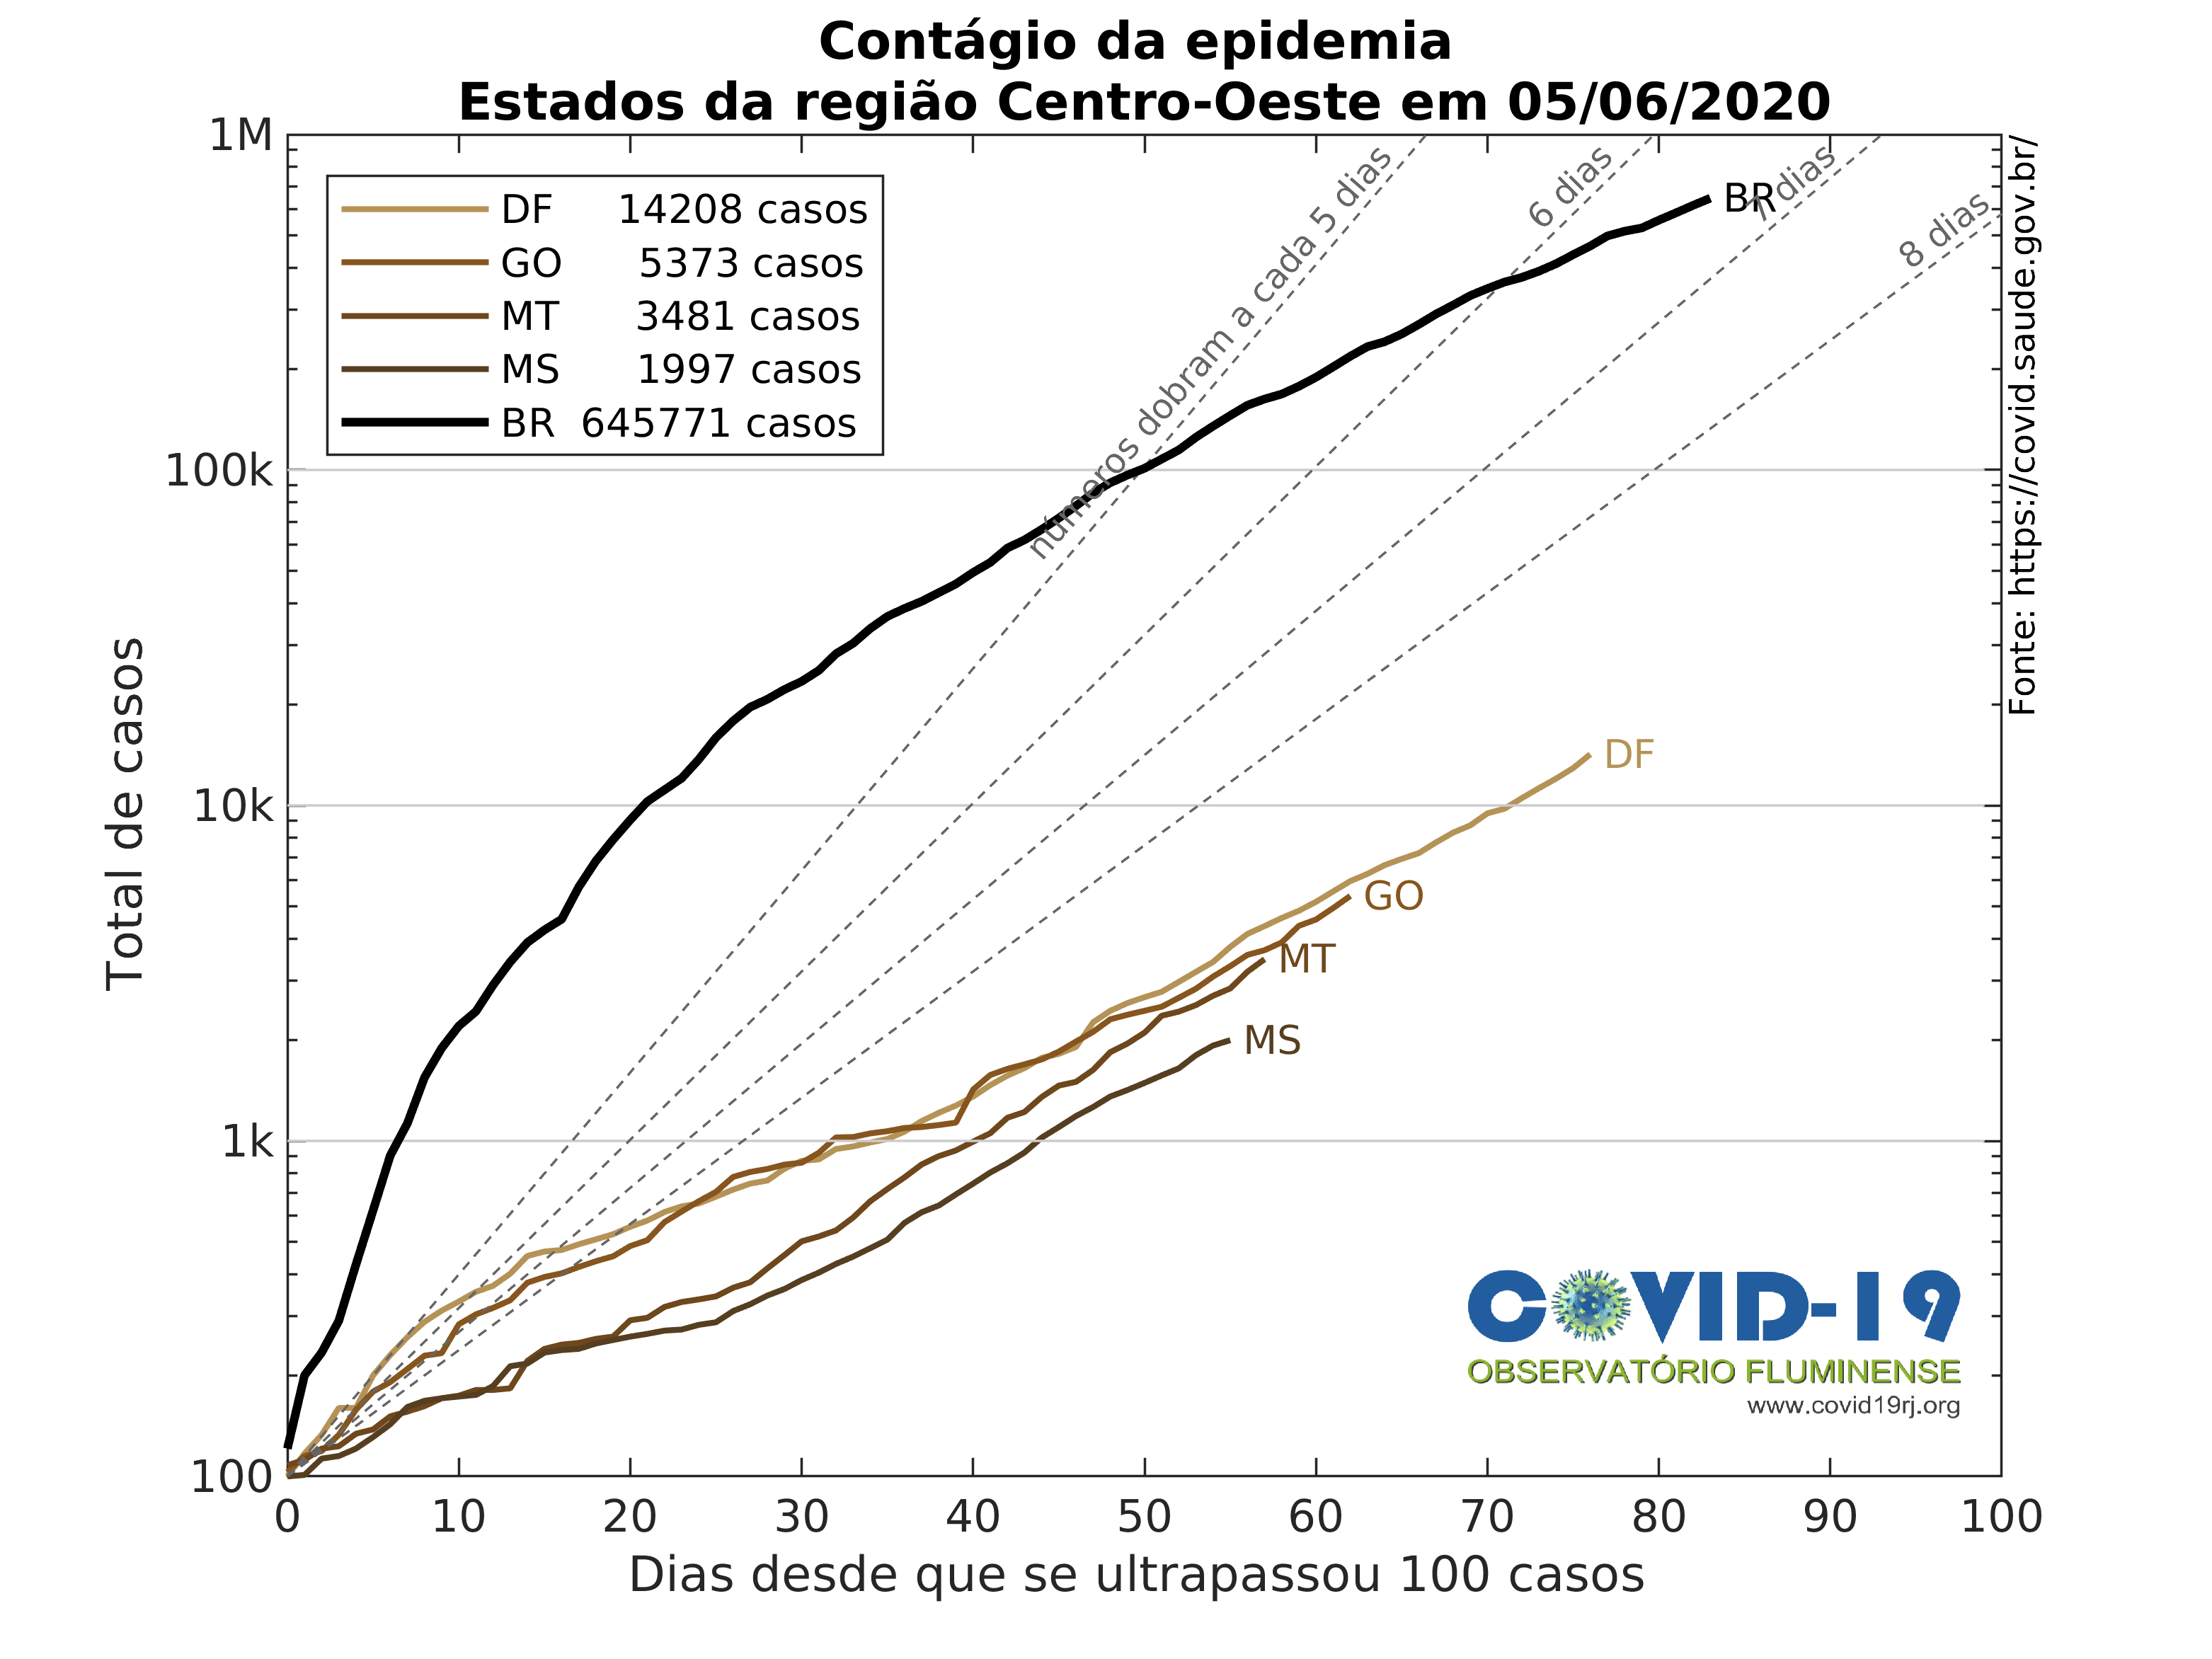 Contágio da epidemia
Estados da região Centro-Oeste em 05/06/2020
1M
100k
10k
1k
100
Total de casos
DF 14208 casos
GO 5373 casos
MT 3481 casos
MS 1997 casos
BR 645771 casos
números dobram a cada 5 dias
6 dias
7 dias
8 dias
BR
DF
GO
MT
MS
Fonte: https://covid.saude.gov.br/
COVID-19
OBSERVATÓRIO FLUMINENSE
www.covid19rj.org
0 10 20 30 40 50 60 70 80 90 100
Dias desde que se ultrapassou 100 casos